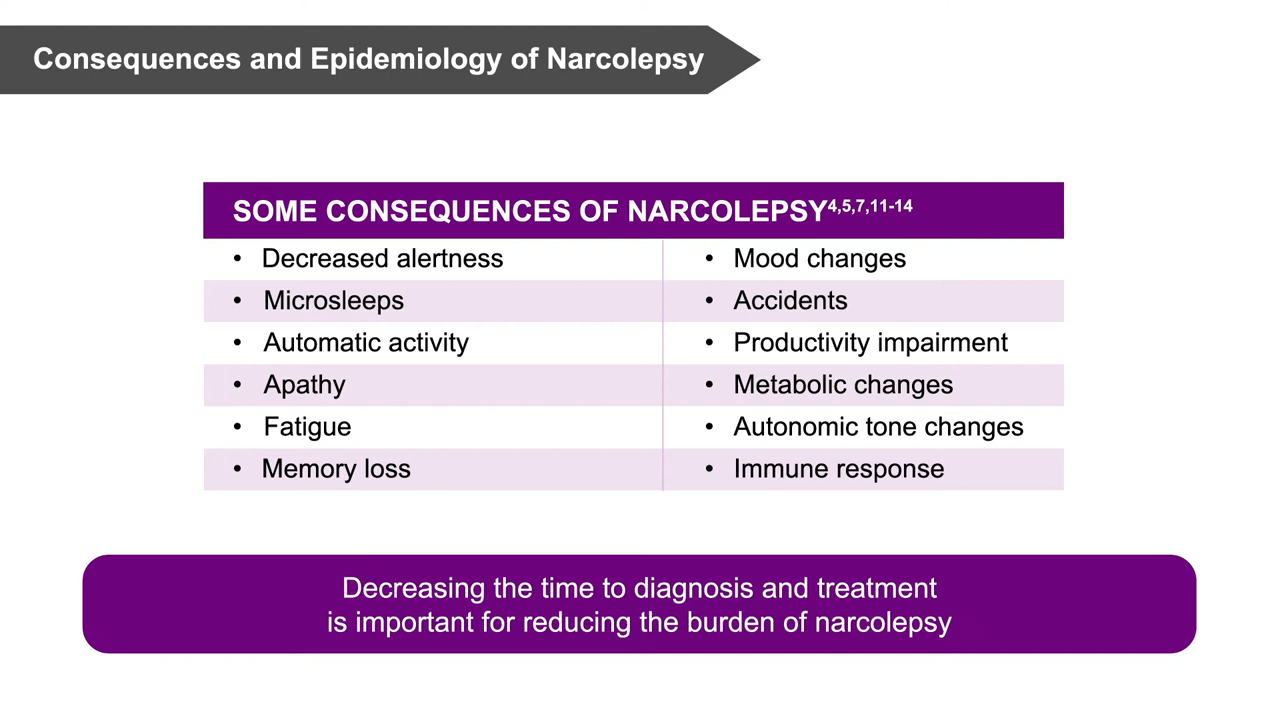 Consequences and Epidemiology of Narcolepsy
SOME CONSEQUENCES OF NARCOLEPSY4,5,7,11-14
• Decreased alertness
• Microsleeps
• Automatic activity
• Apathy
• Fatigue
• Memory loss
• Mood changes
• Accidents
• Productivity impairment
• Metabolic changes
• Autonomic tone changes
• Immune response
Decreasing the time to diagnosis and treatment
is important for reducing the burden of narcolepsy